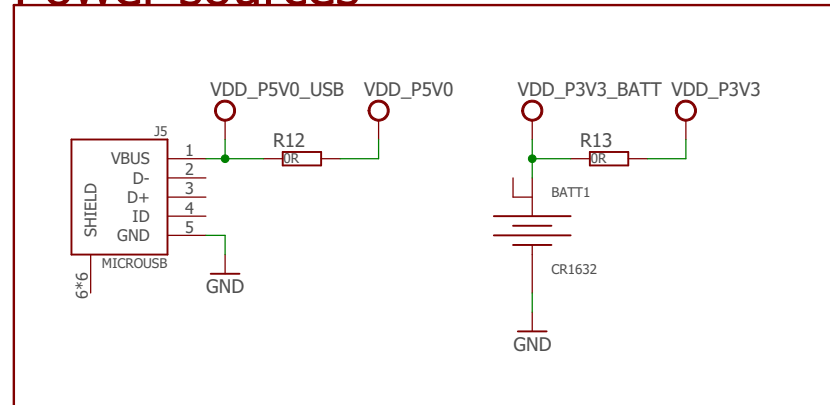 Power sources
VDD_P5V0_USB
VDD_P5V0
VDD_P3V3_BATT
VDD_P3V3
J5
R12
R13
VBUS
1
0R
0R
D-
2
D+
3
BATT1
ID
4
SHIELD
GND
5
MICROUSB
CR1632
6*6
GND
GND